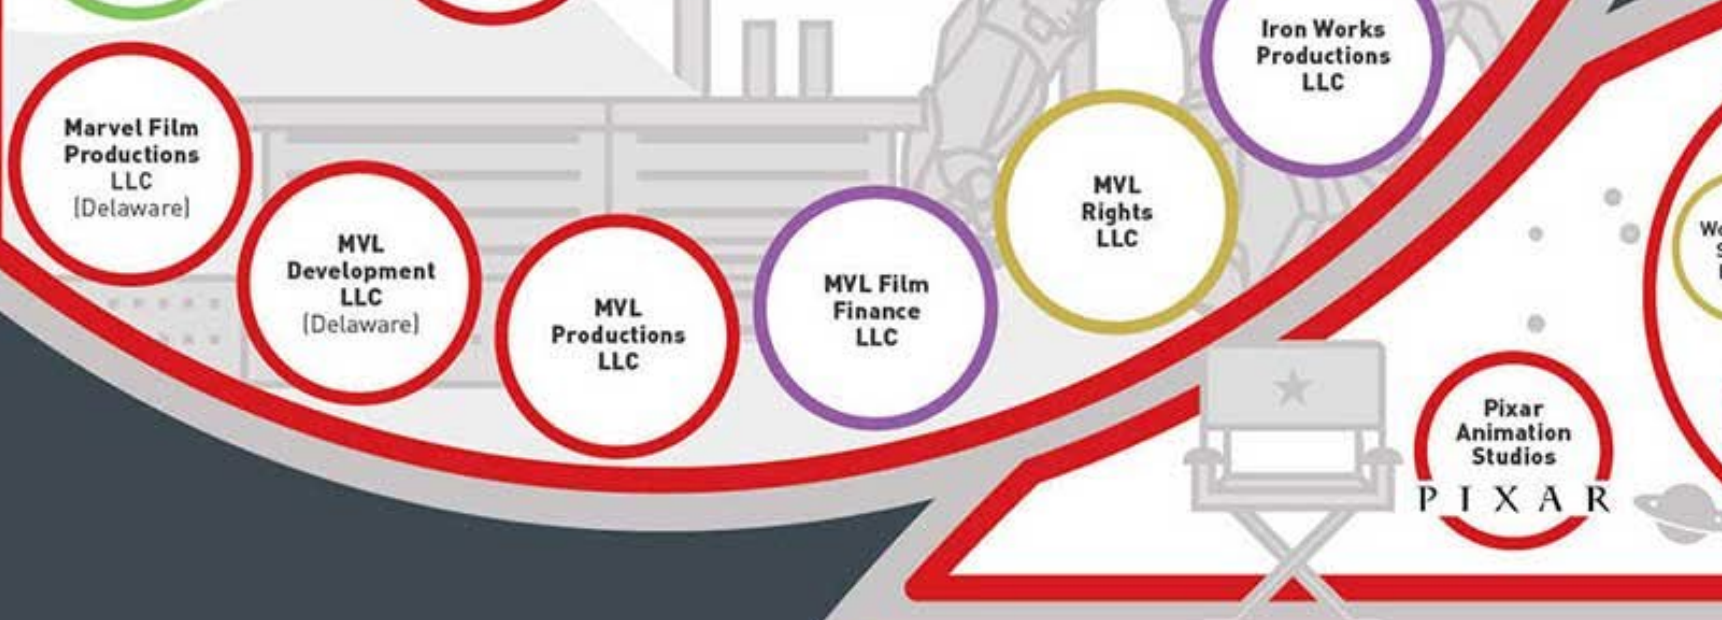 Iron Works
Productions
LLC
Marvel Film
Productions
LLC
(Delaware)
MVL
Development
LLC
(Delaware)
MVL
Productions
LLC
MVL Film
Finance
LLC
MVL
Rights
LLC
Pixar
Animation
Studios
PIXAR